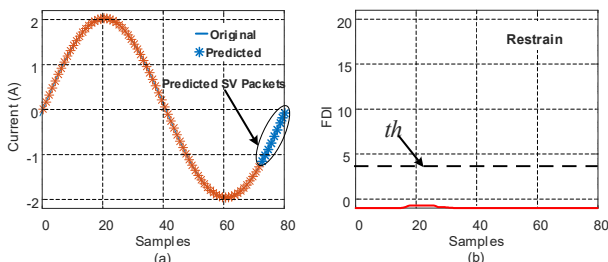 2
1
0
-1
-2
Current (A)
Original
Predicted
Predicted SV Packets
0
20
40
60
80
Samples
(a)
20
15
10
5
0
FDI
Restrain
th
0
20
40
60
80
Samples
(b)